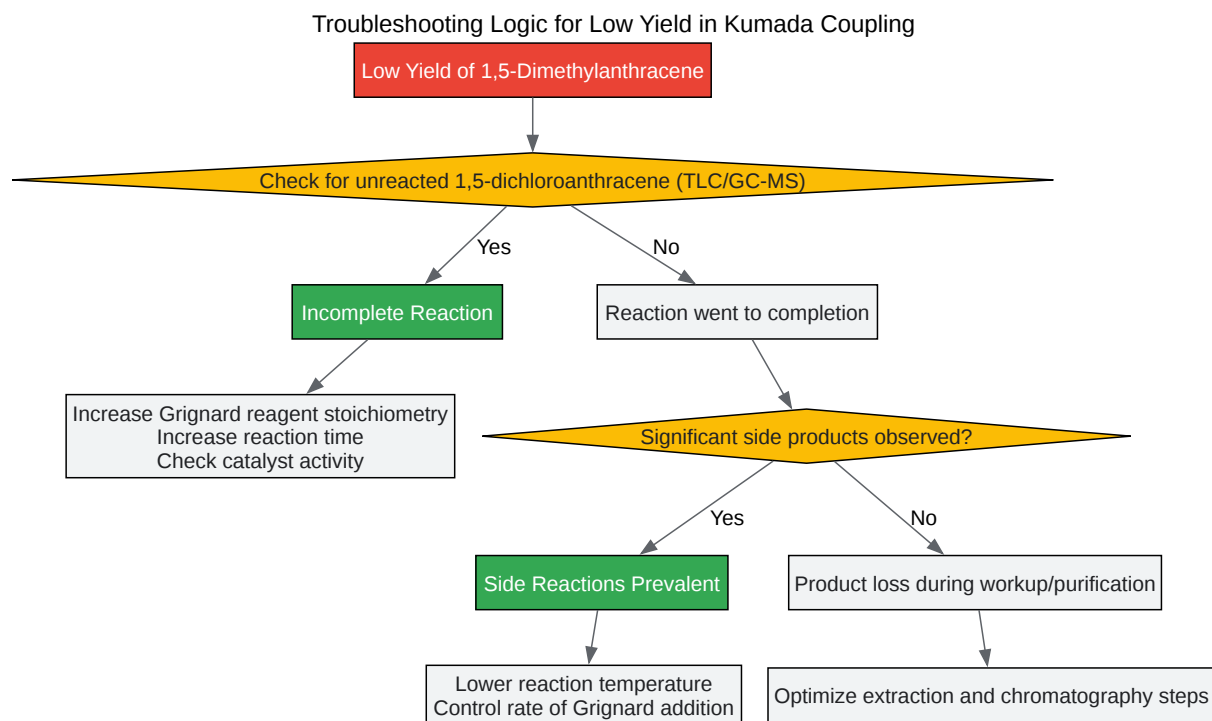 Troubleshooting Logic for Low Yield in Kumada Coupling
Low Yield of 1,5-Dimethylanthracene
Check for unreacted 1,5-dichloroanthracene (TLC/GC-MS)
Yes
No
Incomplete Reaction
Reaction went to completion
Increase Grignard reagent stoichiometry
Increase reaction time
Check catalyst activity
Significant side products observed?
Yes
No
Side Reactions Prevalent
Product loss during workup/purification
Lower reaction temperature
Control rate of Grignard addition
Optimize extraction and chromatography steps